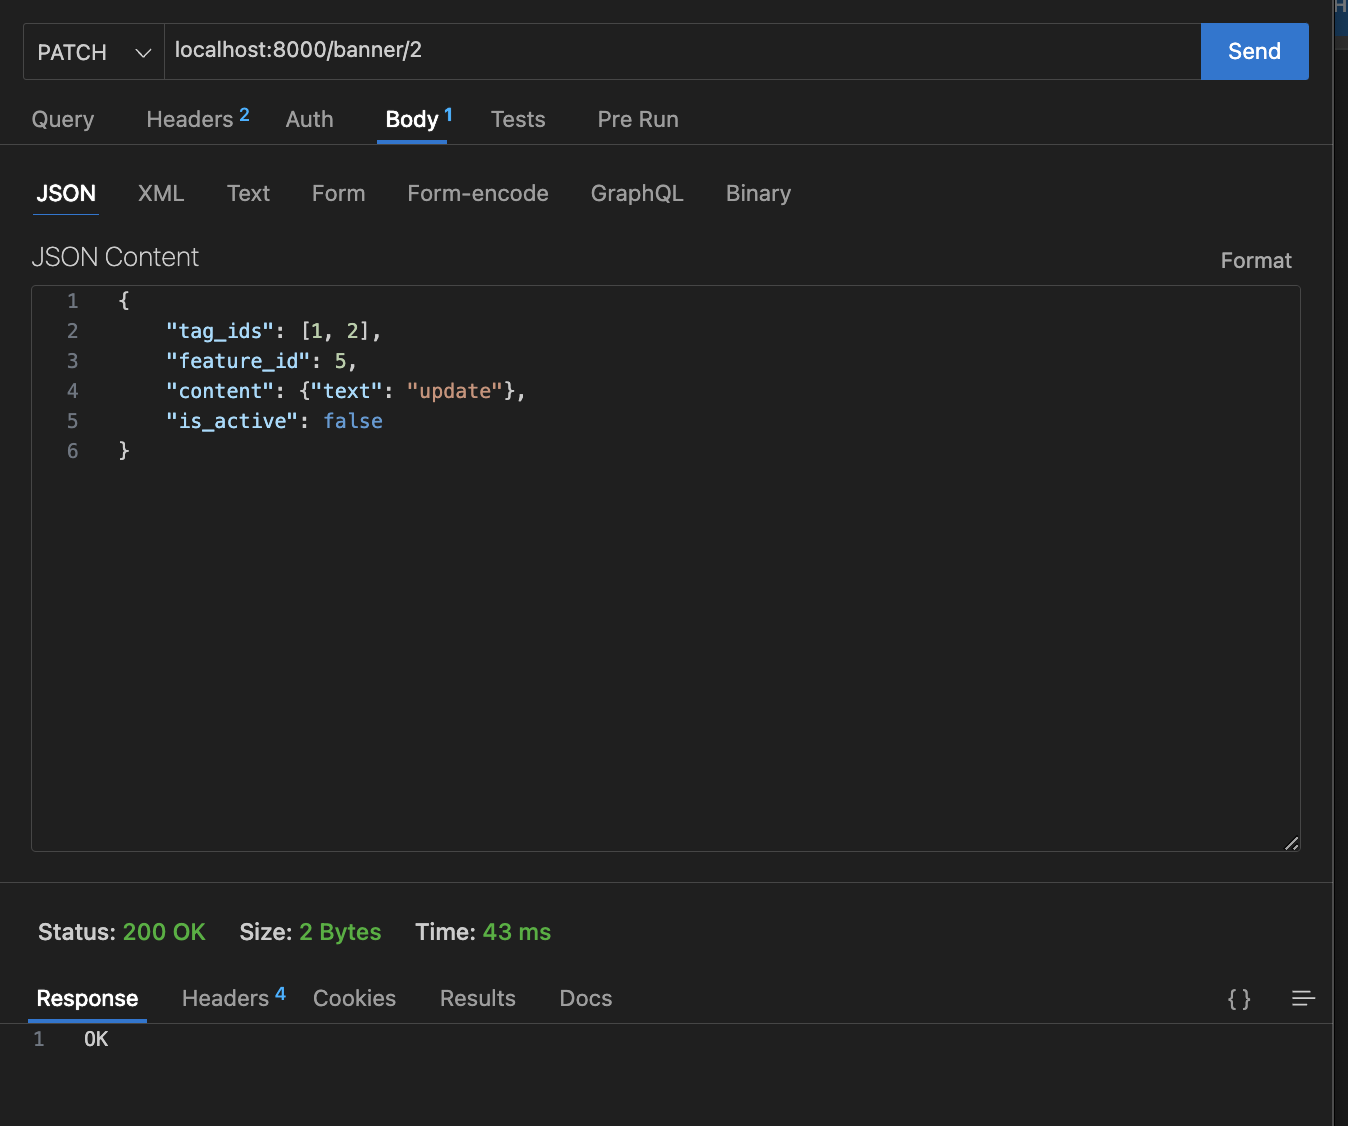 PATCH localhost:8000/banner/2 Send
Query Headers 2 Auth Body 1 Tests Pre Run
JSON XML Text Form Form-encode GraphQL Binary
JSON Content Format
1 {
2 "tag_ids": [1, 2],
3 "feature_id": 5,
4 "content": {"text": "update"},
5 "is_active": false
6 }
Status: 200 OK Size: 2 Bytes Time: 43 ms
Response Headers 4 Cookies Results Docs { }
1 OK